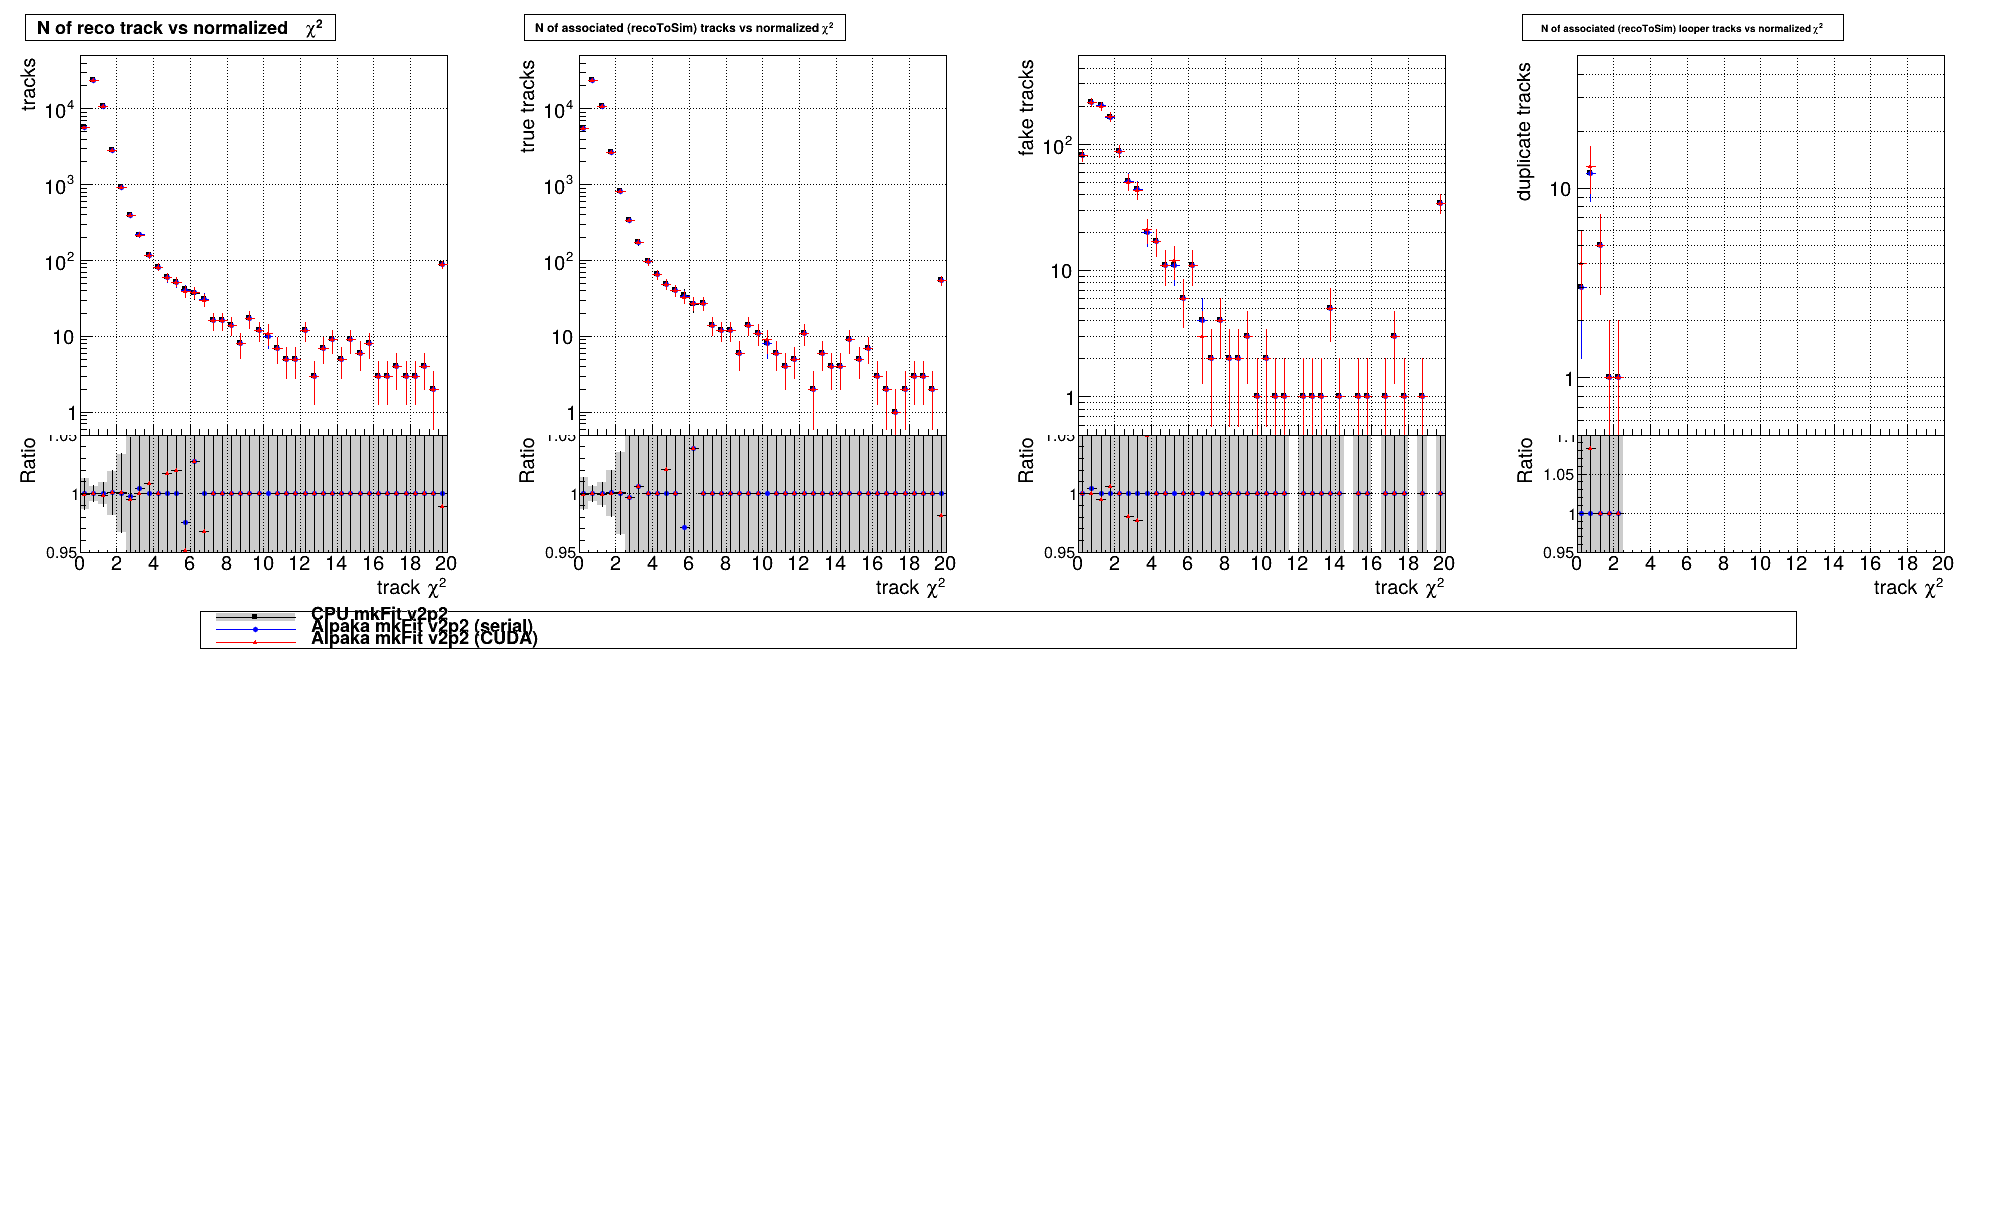 N of reco track vs normalized χ²
tracks
10⁴
10³
10²
10
1
Ratio
1.05
1
0.95
0 2 4 6 8 10 12 14 16 18 20
track χ²
N of associated (recoToSim) tracks vs normalized χ²
true tracks
10⁴
10³
10²
10
1
Ratio
1.05
1
0.95
0 2 4 6 8 10 12 14 16 18 20
track χ²
fake tracks
10²
10
1
Ratio
1.05
1
0.95
0 2 4 6 8 10 12 14 16 18 20
track χ²
N of associated (recoToSim) looper tracks vs normalized χ²
duplicate tracks
10
1
Ratio
1.1
1.05
1
0.95
0 2 4 6 8 10 12 14 16 18 20
track χ²
CPU mkFit v2p2
Alpaka mkFit v2p2 (serial)
Alpaka mkFit v2p2 (CUDA)